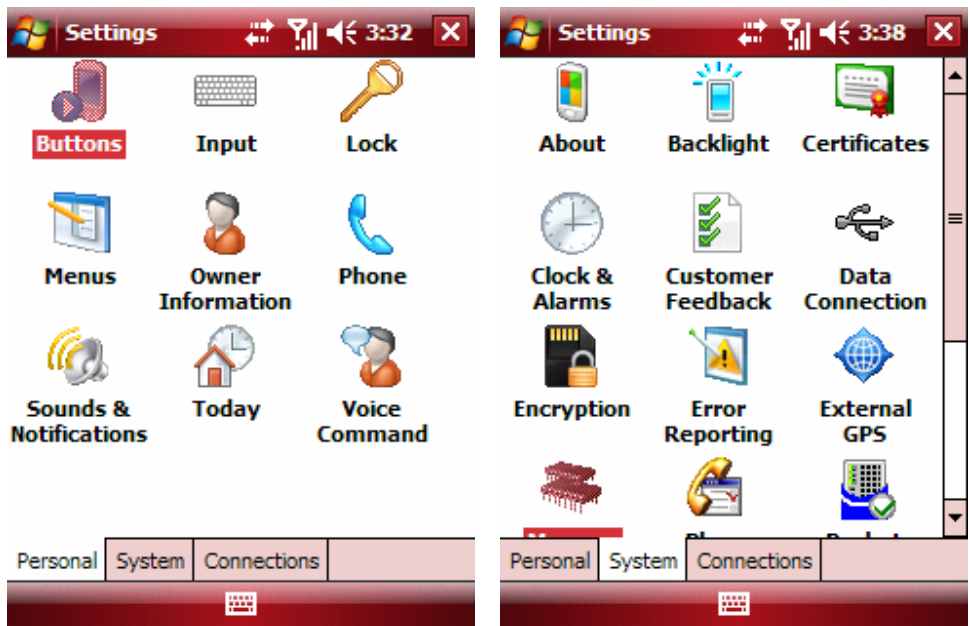 Settings 3:32
Buttons Input Lock
Menus Owner Information Phone
Sounds & Notifications Today Voice Command
Personal System Connections
Settings 3:38
About Backlight Certificates
Clock & Alarms Customer Feedback Data Connection
Encryption Error Reporting External GPS
Personal System Connections